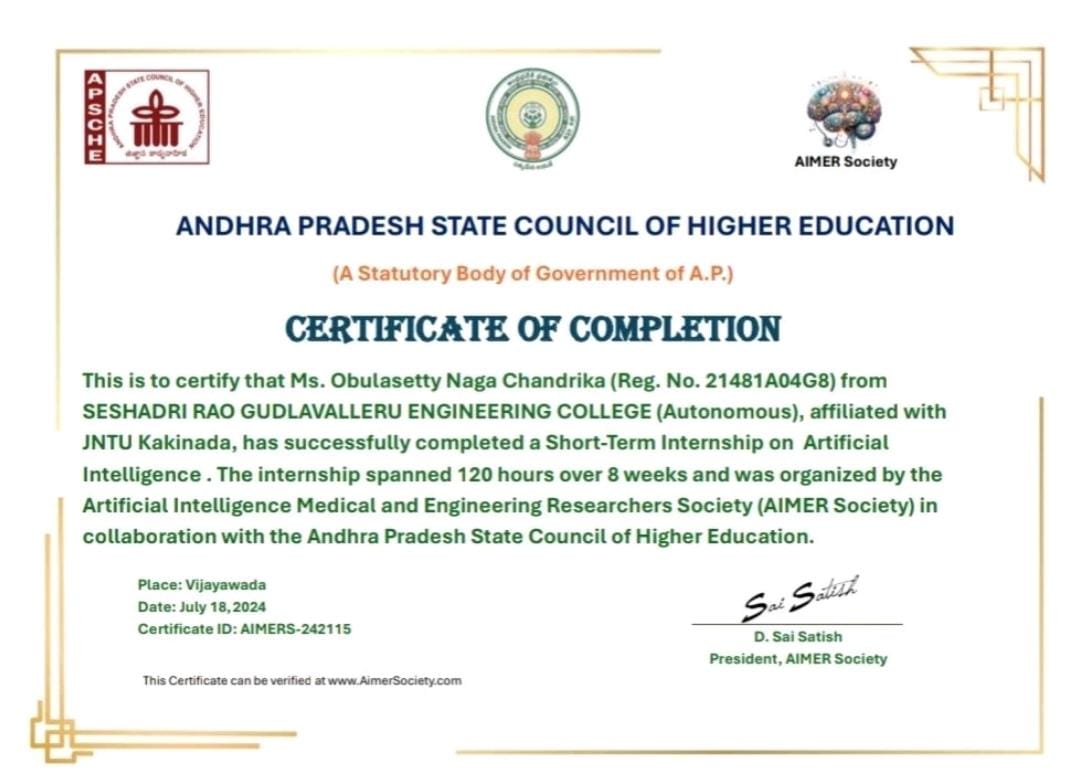 APSCHE
ANDHRA PRADESH STATE COUNCIL OF HIGHER EDUCATION
AIMER Society
ANDHRA PRADESH STATE COUNCIL OF HIGHER EDUCATION
(A Statutory Body of Government of A.P.)
CERTIFICATE OF COMPLETION
This is to certify that Ms. Obulasetty Naga Chandrika (Reg. No. 21481A04G8) from
SESHADRI RAO GUDLAVALLERU ENGINEERING COLLEGE (Autonomous), affiliated with
JNTU Kakinada, has successfully completed a Short-Term Internship on Artificial
Intelligence . The internship spanned 120 hours over 8 weeks and was organized by the
Artificial Intelligence Medical and Engineering Researchers Society (AIMER Society) in
collaboration with the Andhra Pradesh State Council of Higher Education.
Place: Vijayawada
Date: July 18, 2024
Certificate ID: AIMERS-242115
Sai Satish
D. Sai Satish
President, AIMER Society
This Certificate can be verified at www.AimerSociety.com